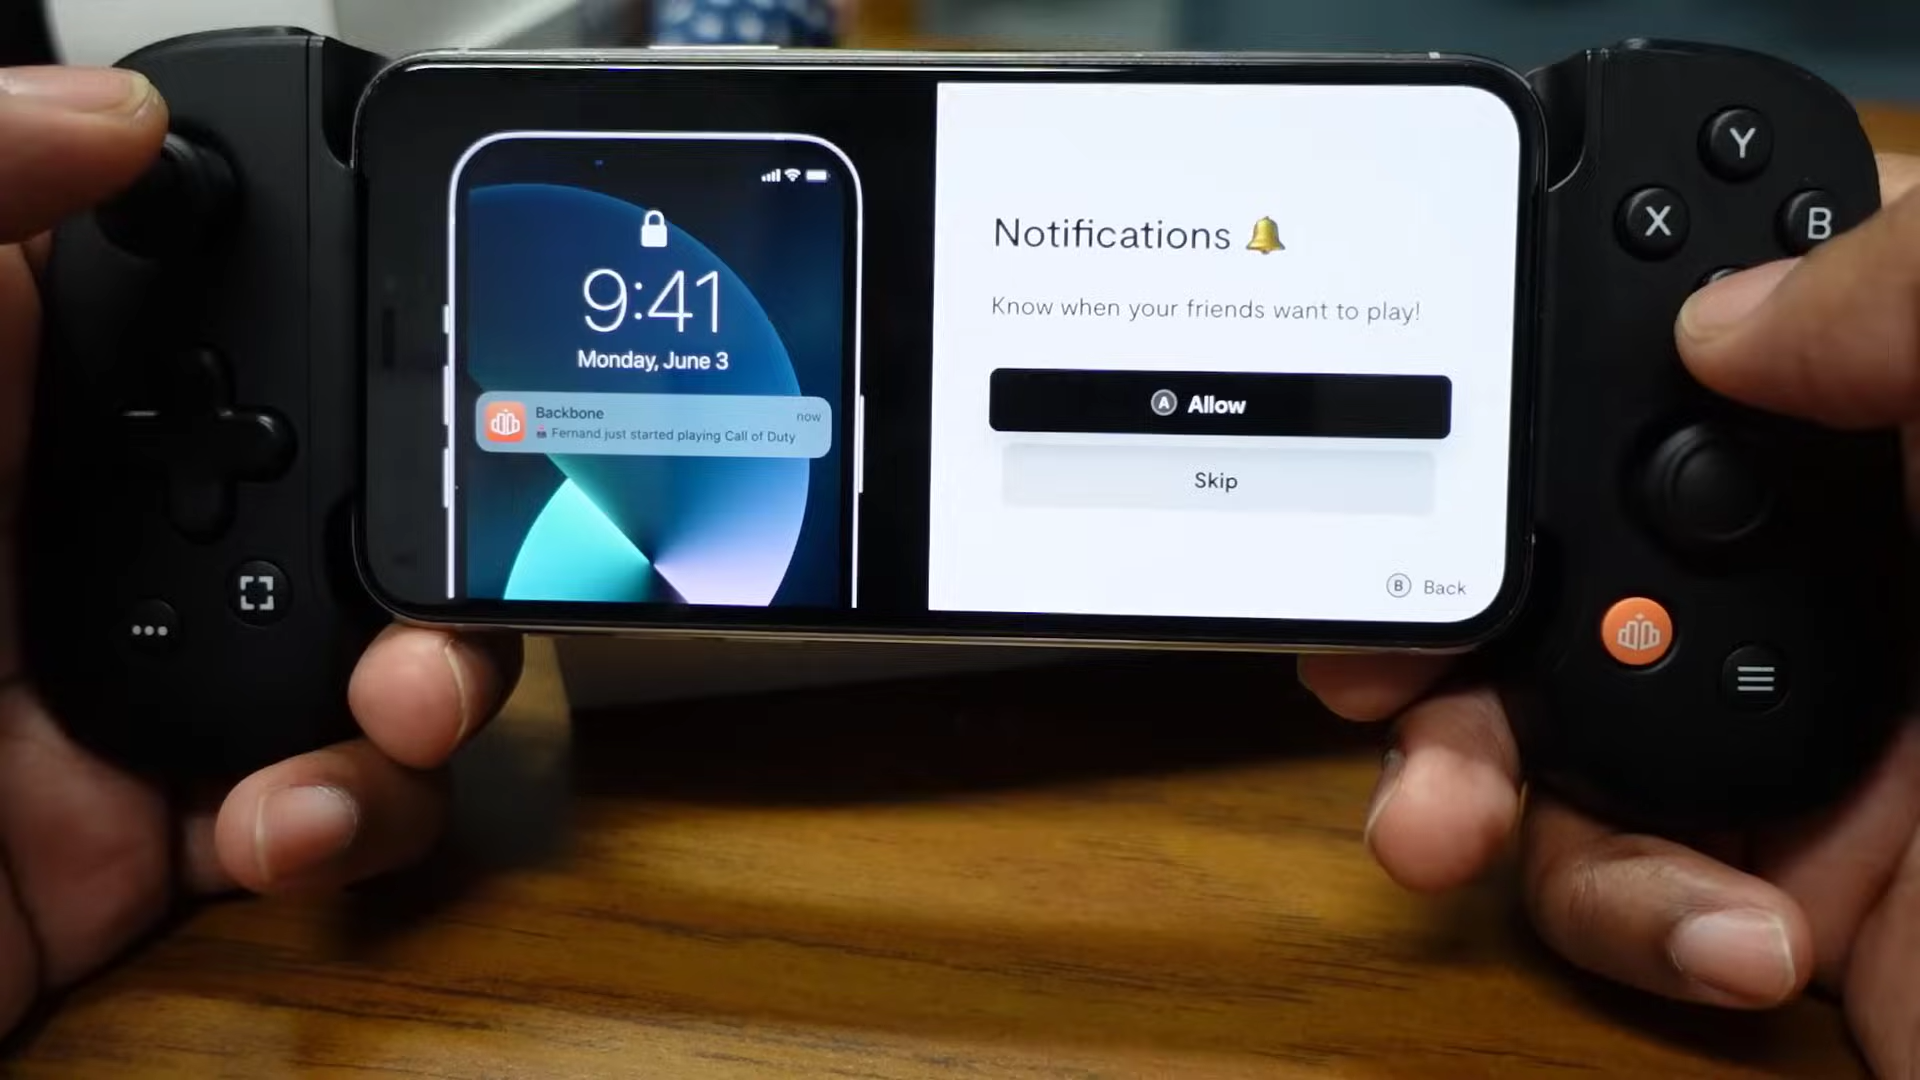 9:41
Monday, June 3
Backbone
now
Fernand just started playing Call of Duty
Notifications 🔔
Know when your friends want to play!
A Allow
Skip
B Back
Y
X
B